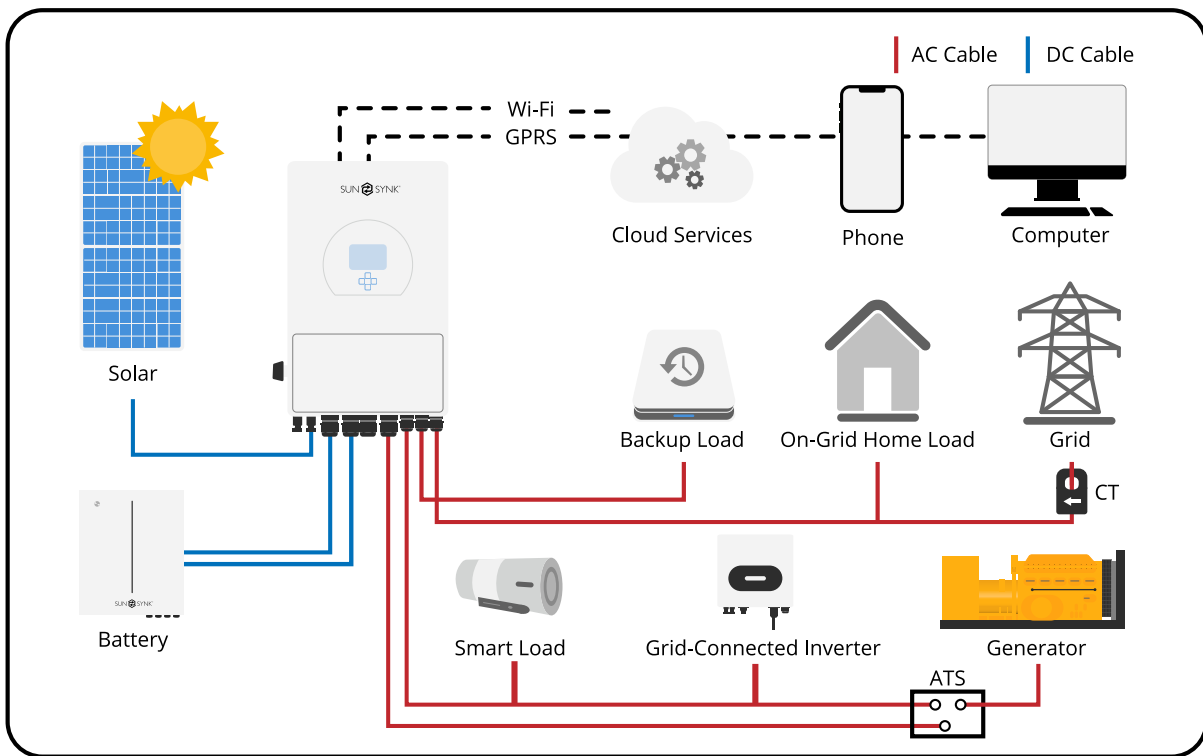 AC Cable
DC Cable
Wi-Fi
GPRS
SUN SYNK
Cloud Services
Phone
Computer
Solar
Backup Load
On-Grid Home Load
Grid
CT
SUN SYNK
Battery
Smart Load
Grid-Connected Inverter
Generator
ATS